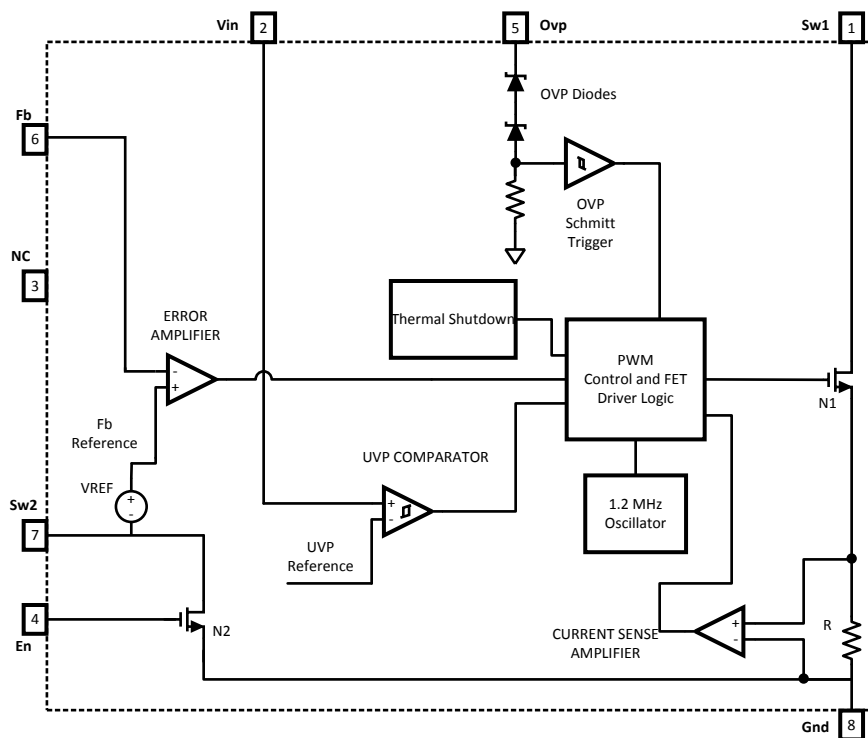 Vin
2
5
Ovp
Sw1
1
Fb
6
OVP Diodes
OVP
Schmitt
Trigger
NC
3
Thermal Shutdown
ERROR
AMPLIFIER
-
+
PWM
Control and FET
Driver Logic
N1
Fb
Reference
VREF
+
-
UVP COMPARATOR
+
-
1.2 MHz
Oscillator
Sw2
7
UVP
Reference
4
En
N2
CURRENT SENSE
AMPLIFIER
+
-
R
Gnd
8